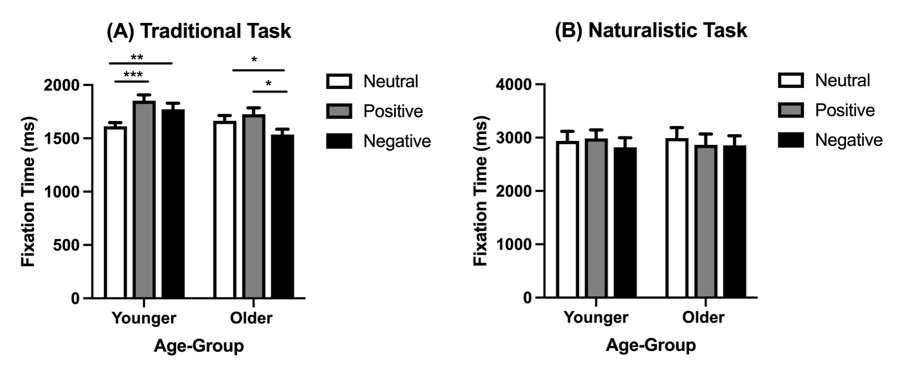 (A) Traditional Task
**
***
*
*
2000
1500
1000
500
0
Fixation Time (ms)
Younger
Older
Age-Group
Neutral
Positive
Negative
(B) Naturalistic Task
4000
3000
2000
1000
0
Fixation Time (ms)
Younger
Older
Age-Group
Neutral
Positive
Negative